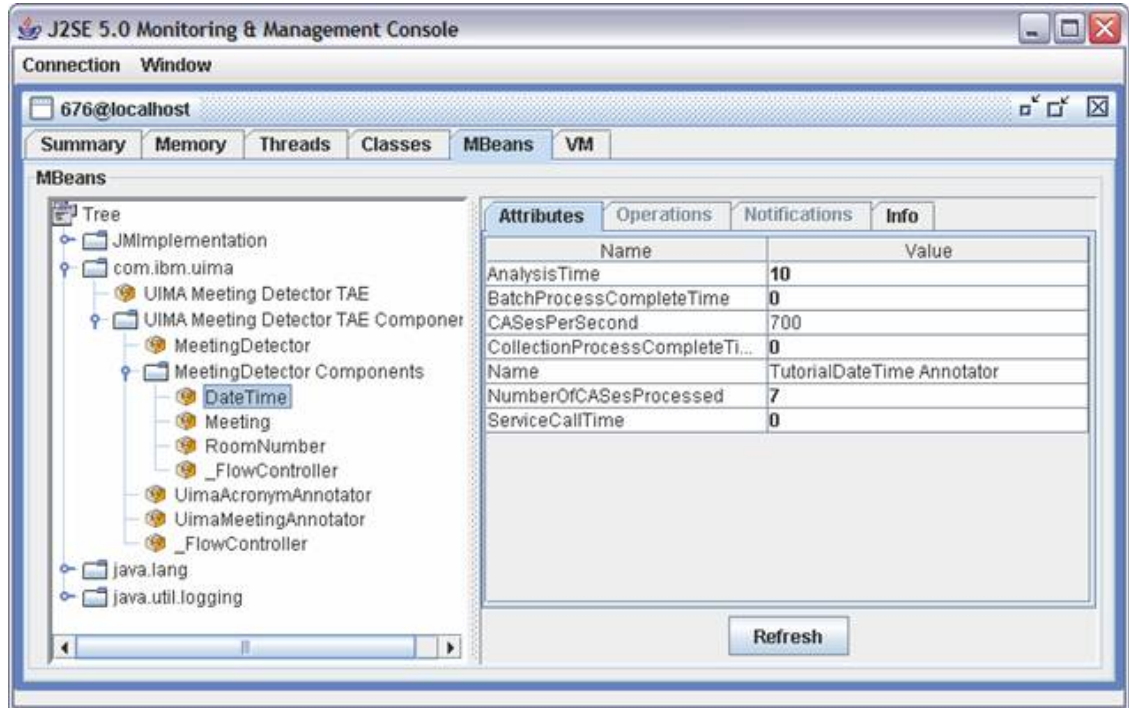 J2SE 5.0 Monitoring & Management Console
Connection Window
676@localhost
Summary Memory Threads Classes MBeans VM
MBeans
Tree
JMImplementation
com.ibm.uima
UIMA Meeting Detector TAE
UIMA Meeting Detector TAE Componer
MeetingDetector
MeetingDetector Components
DateTime
Meeting
RoomNumber
_FlowController
UimaAcronymAnnotator
UimaMeetingAnnotator
_FlowController
java.lang
java.util.logging
Attributes Operations Notifications Info
Name Value
AnalysisTime 10
BatchProcessCompleteTime 0
CASesPerSecond 700
CollectionProcessCompleteTi... 0
Name TutorialDateTime Annotator
NumberOfCASesProcessed 7
ServiceCallTime 0
Refresh